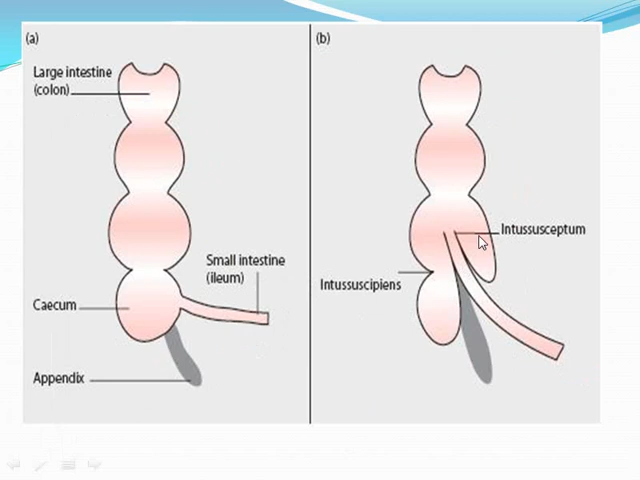 (a)
Large intestine
(colon)
Small intestine
(ileum)
Caecum
Appendix
(b)
Intussusceptum
Intussuscipiens